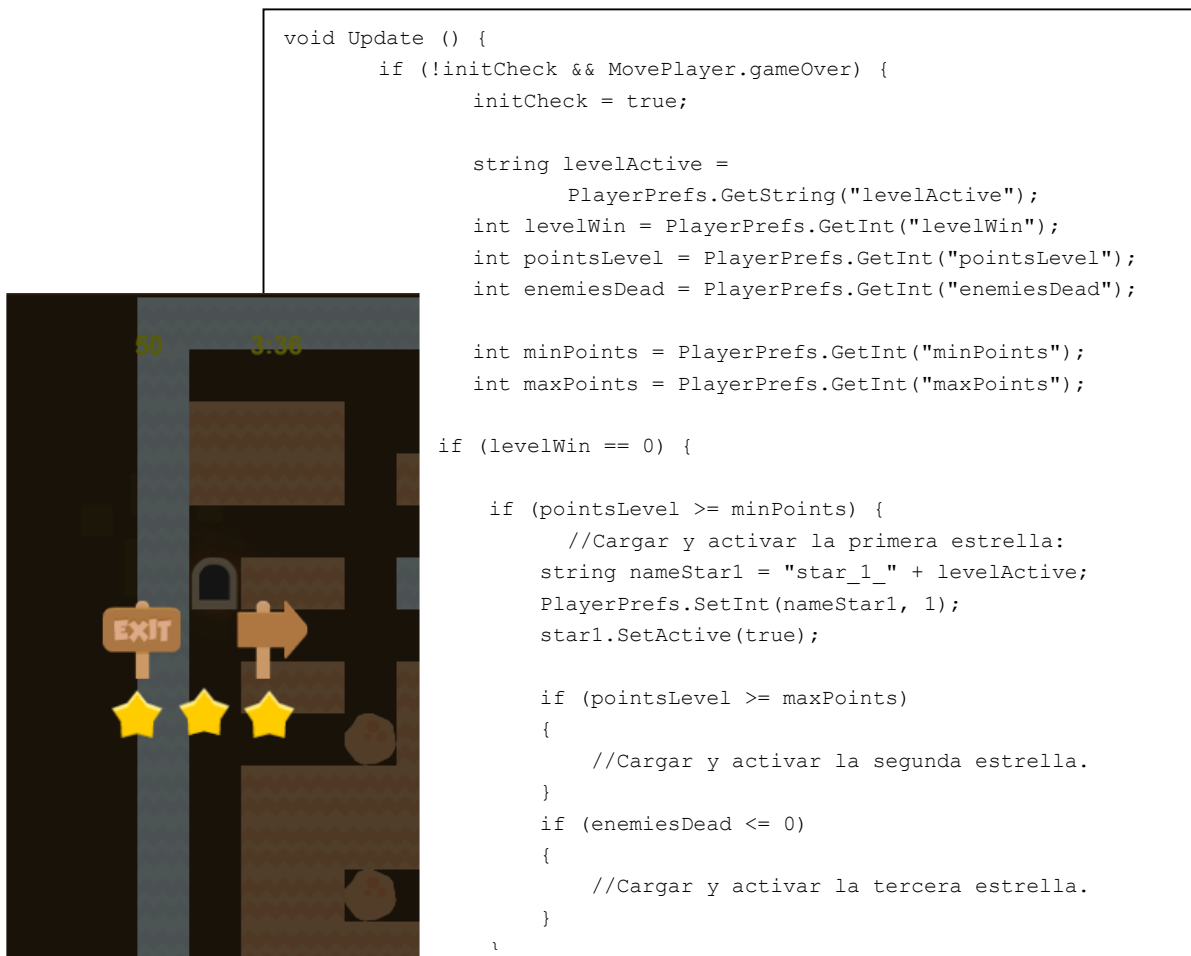 void Update () {
if (!initCheck && MovePlayer.gameOver) {
initCheck = true;
string levelActive =
PlayerPrefs.GetString("levelActive");
int levelWin = PlayerPrefs.GetInt("levelWin");
int pointsLevel = PlayerPrefs.GetInt("pointsLevel");
int enemiesDead = PlayerPrefs.GetInt("enemiesDead");
int minPoints = PlayerPrefs.GetInt("minPoints");
int maxPoints = PlayerPrefs.GetInt("maxPoints");
if (levelWin == 0) {
if (pointsLevel >= minPoints) {
//Cargar y activar la primera estrella:
string nameStar1 = "star_1_" + levelActive;
PlayerPrefs.SetInt(nameStar1, 1);
star1.SetActive(true);
if (pointsLevel >= maxPoints)
{
//Cargar y activar la segunda estrella.
}
if (enemiesDead <= 0)
{
//Cargar y activar la tercera estrella.
}
}
50 3:36
EXIT